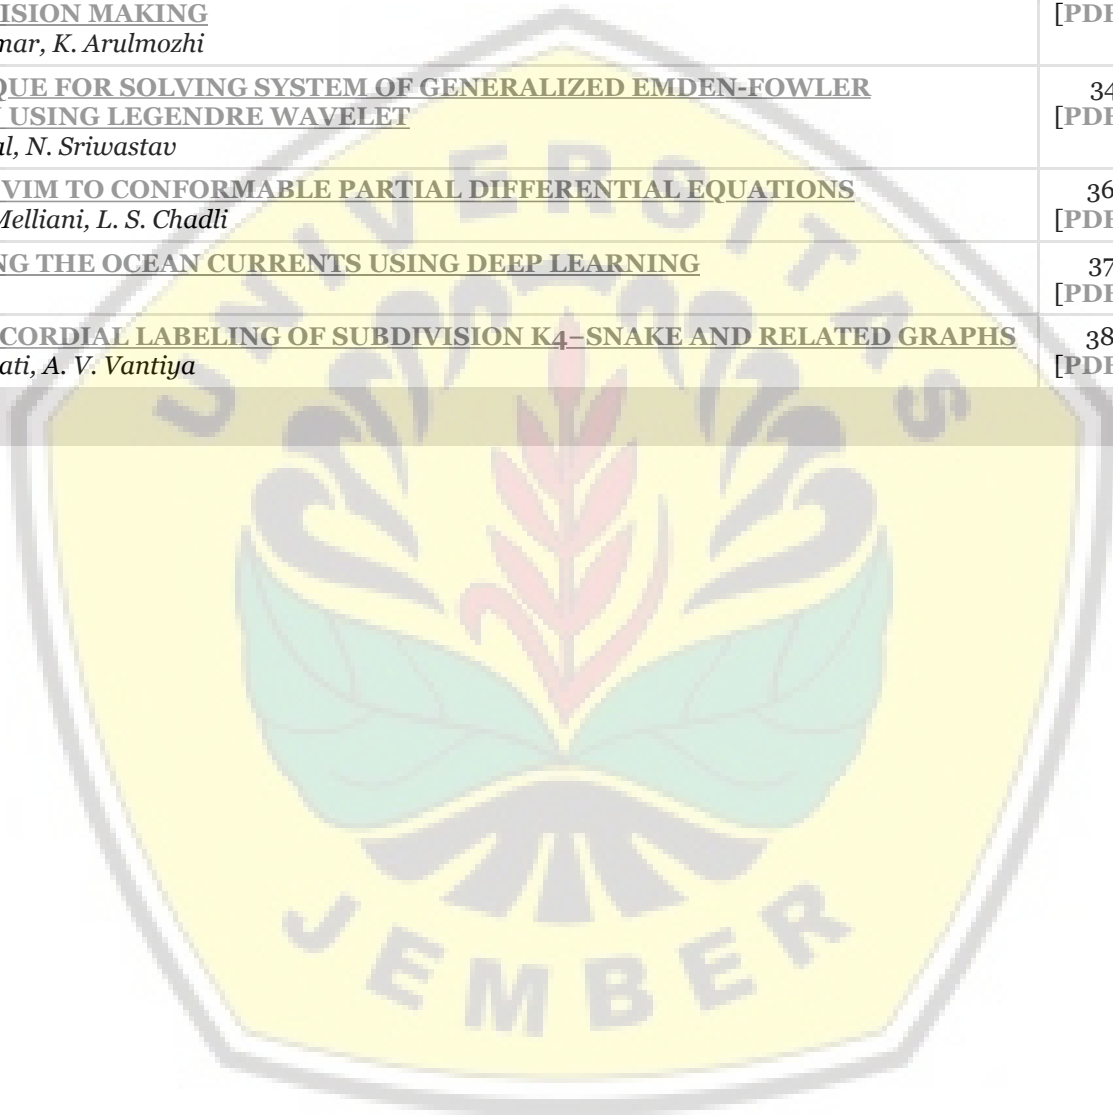 ISION MAKING
[PDF
mar, K. Arulmozhi
QUE FOR SOLVING SYSTEM OF GENERALIZED EMDEN-FOWLER
34
USING LEGENDRE WAVELET
[PDF
al, N. Sriwastav
VIM TO CONFORMABLE PARTIAL DIFFERENTIAL EQUATIONS
36
Melliani, L. S. Chadli
[PDF
NG THE OCEAN CURRENTS USING DEEP LEARNING
37
[PDF
CORDIAL LABELING OF SUBDIVISION K4–SNAKE AND RELATED GRAPHS
38
ati, A. V. Vantiya
[PDF
UNIVERSITAS
JEMBER